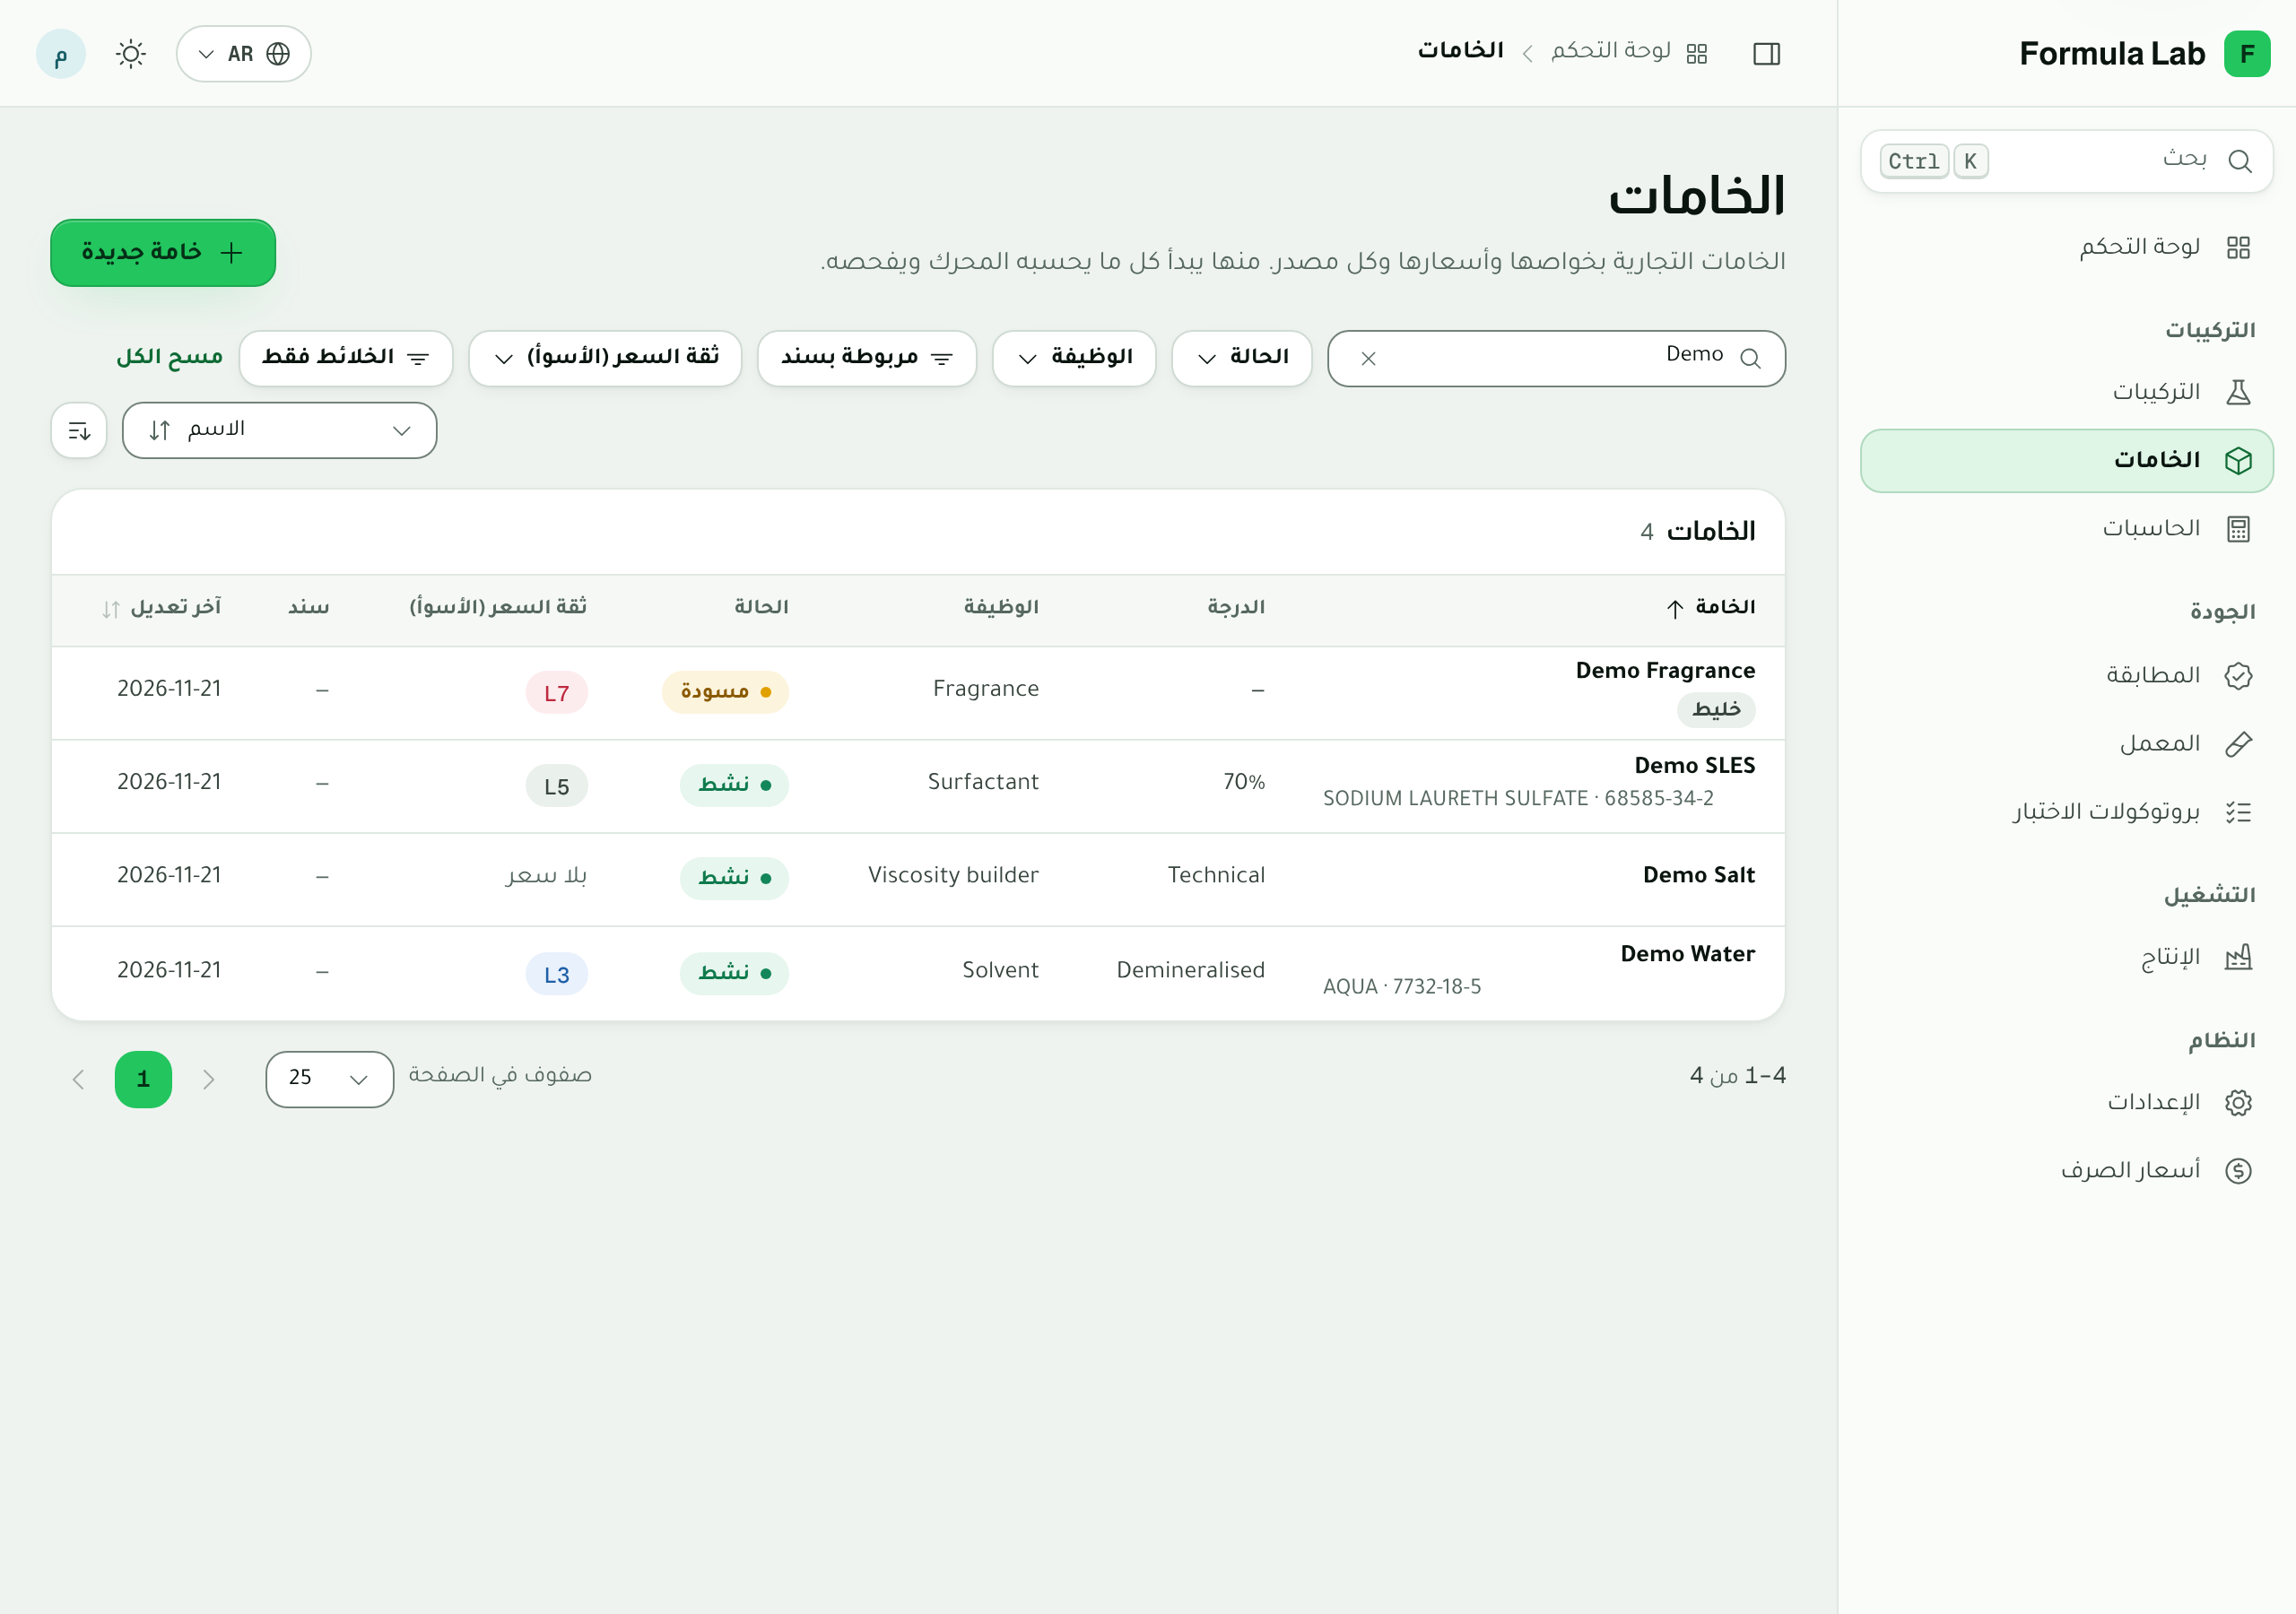 F Formula Lab
بحث Ctrl K
لوحة التحكم
التركيبات
التركيبات
الخامات
الحاسبات
الجودة
المطابقة
المعمل
بروتوكولات الاختبار
التشغيل
الإنتاج
النظام
الإعدادات
أسعار الصرف
لوحة التحكم الخامات
AR
م
الخامات
الخامات التجارية بخواصها وأسعارها وكل مصدر. منها يبدأ كل ما يحسبه المحرك ويفحصه.
خامة جديدة
Demo الحالة الوظيفة مربوطة بسند ثقة السعر (الأسوأ) الخلائط فقط مسح الكل
الاسم
الخامات 4
الخامة الدرجة الوظيفة الحالة ثقة السعر (الأسوأ) سند آخر تعديل
Demo Fragrance – Fragrance مسودة L7 – 2026-11-21
خليط
Demo SLES 70% Surfactant نشط L5 – 2026-11-21
SODIUM LAURETH SULFATE · 68585-34-2
Demo Salt Technical Viscosity builder نشط بلا سعر – 2026-11-21
Demo Water Demineralised Solvent نشط L3 – 2026-11-21
AQUA · 7732-18-5
1–4 من 4
صفوف في الصفحة 25
1